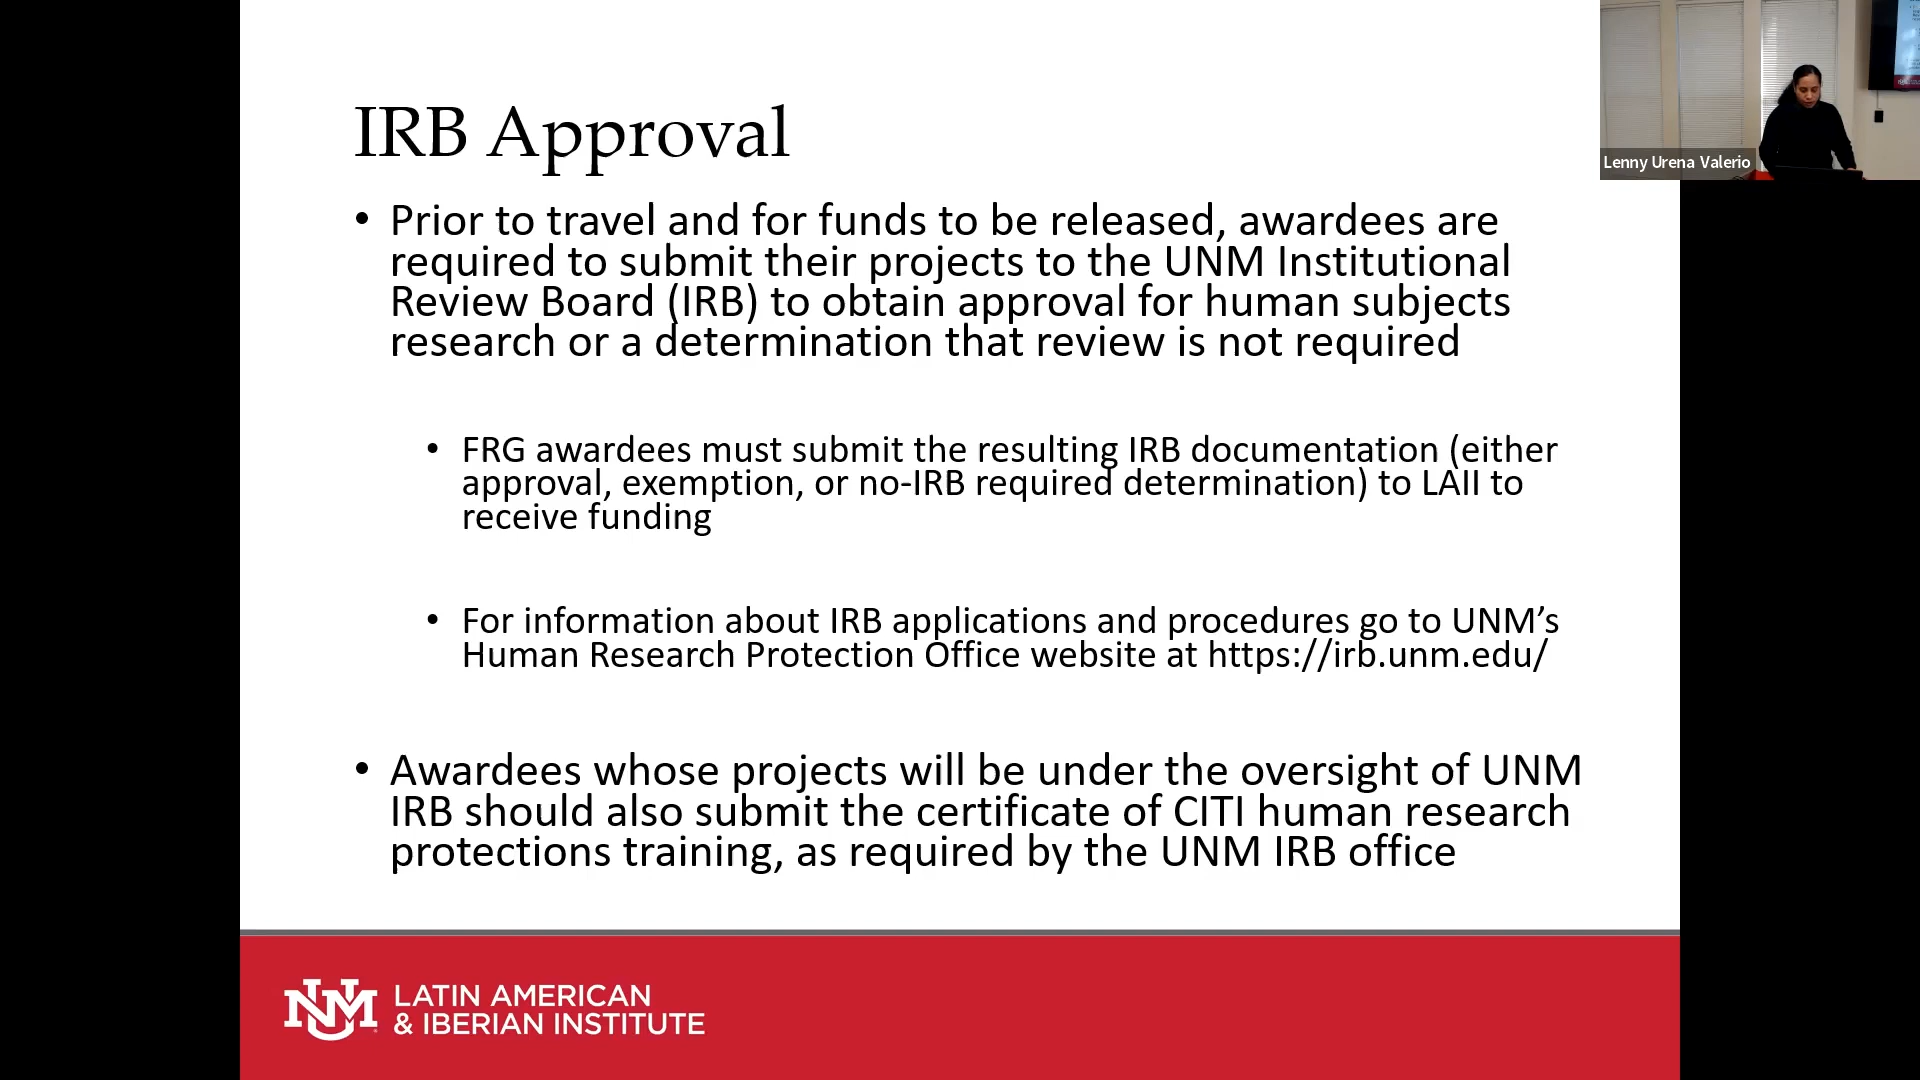 IRB Approval
• Prior to travel and for funds to be released, awardees are
required to submit their projects to the UNM Institutional
Review Board (IRB) to obtain approval for human subjects
research or a determination that review is not required
• FRG awardees must submit the resulting IRB documentation (either
approval, exemption, or no-IRB required determination) to LAII to
receive funding
• For information about IRB applications and procedures go to UNM’s
Human Research Protection Office website at https://irb.unm.edu/
• Awardees whose projects will be under the oversight of UNM
IRB should also submit the certificate of CITI human research
protections training, as required by the UNM IRB office
UNM
LATIN AMERICAN
& IBERIAN INSTITUTE
Lenny Urena Valerio